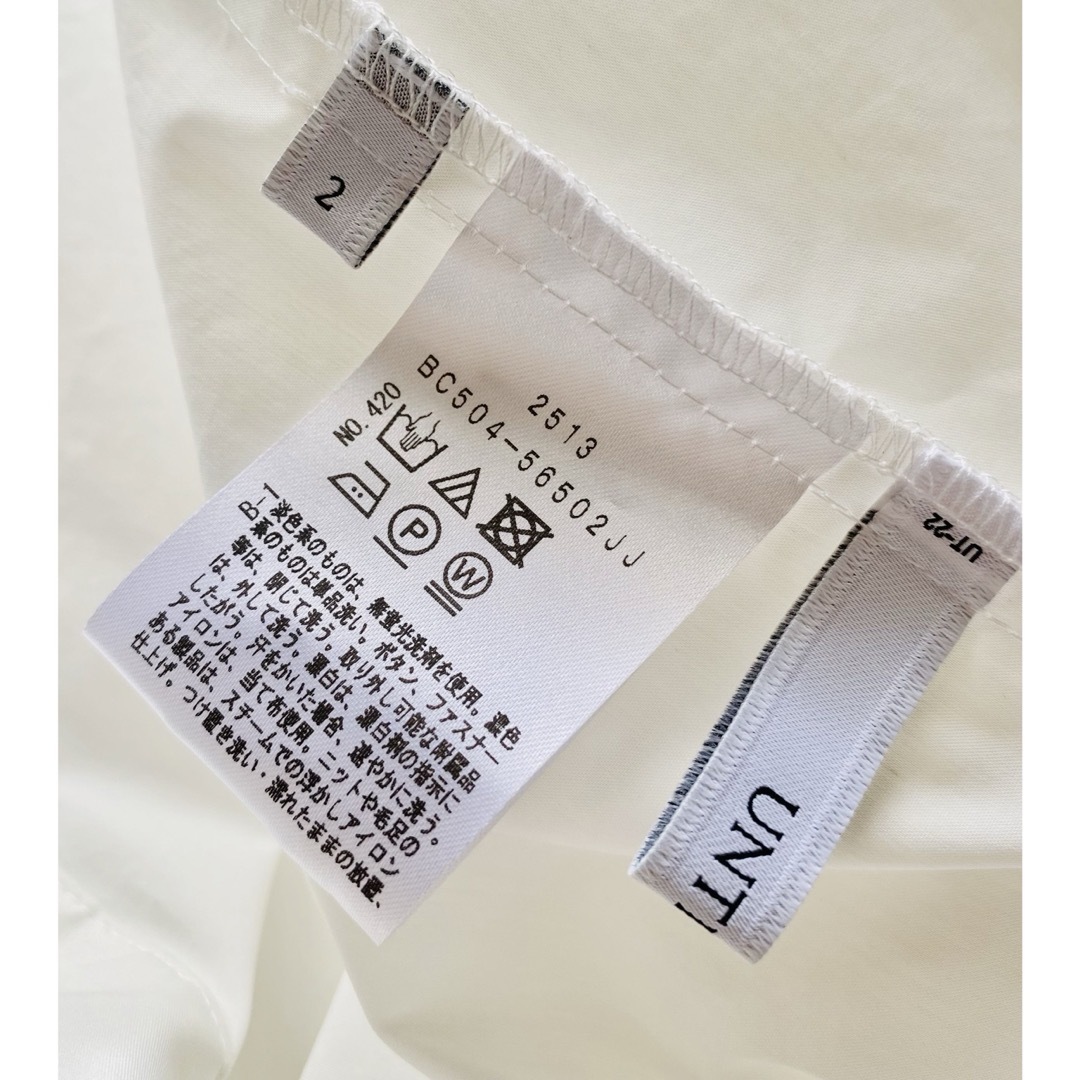 2
2513
BC504-56502JJ
NO. 420
P
W
B-1
淡色系のものは、無蛍光洗剤を使用。濃色
系のものは単品洗い。ボタン、ファスナー
等は、閉じて洗う。取り外し可能な附属品
は、外して洗う。漂白は、漂白剤の指示に
したがう。汗をかいた場合、速やかに洗う。
アイロンは、当て布使用。ニットや毛足の
ある製品は、スチームでの浮かしアイロン
仕上げ。つけ置き洗い・濡れたままの放置、
UT-22
UNT